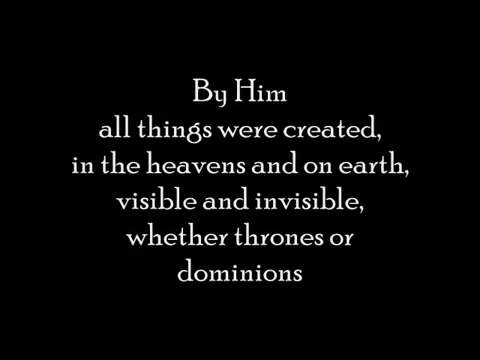 By Him
all things were created,
in the heavens and on earth,
visible and invisible,
whether thrones or
dominions